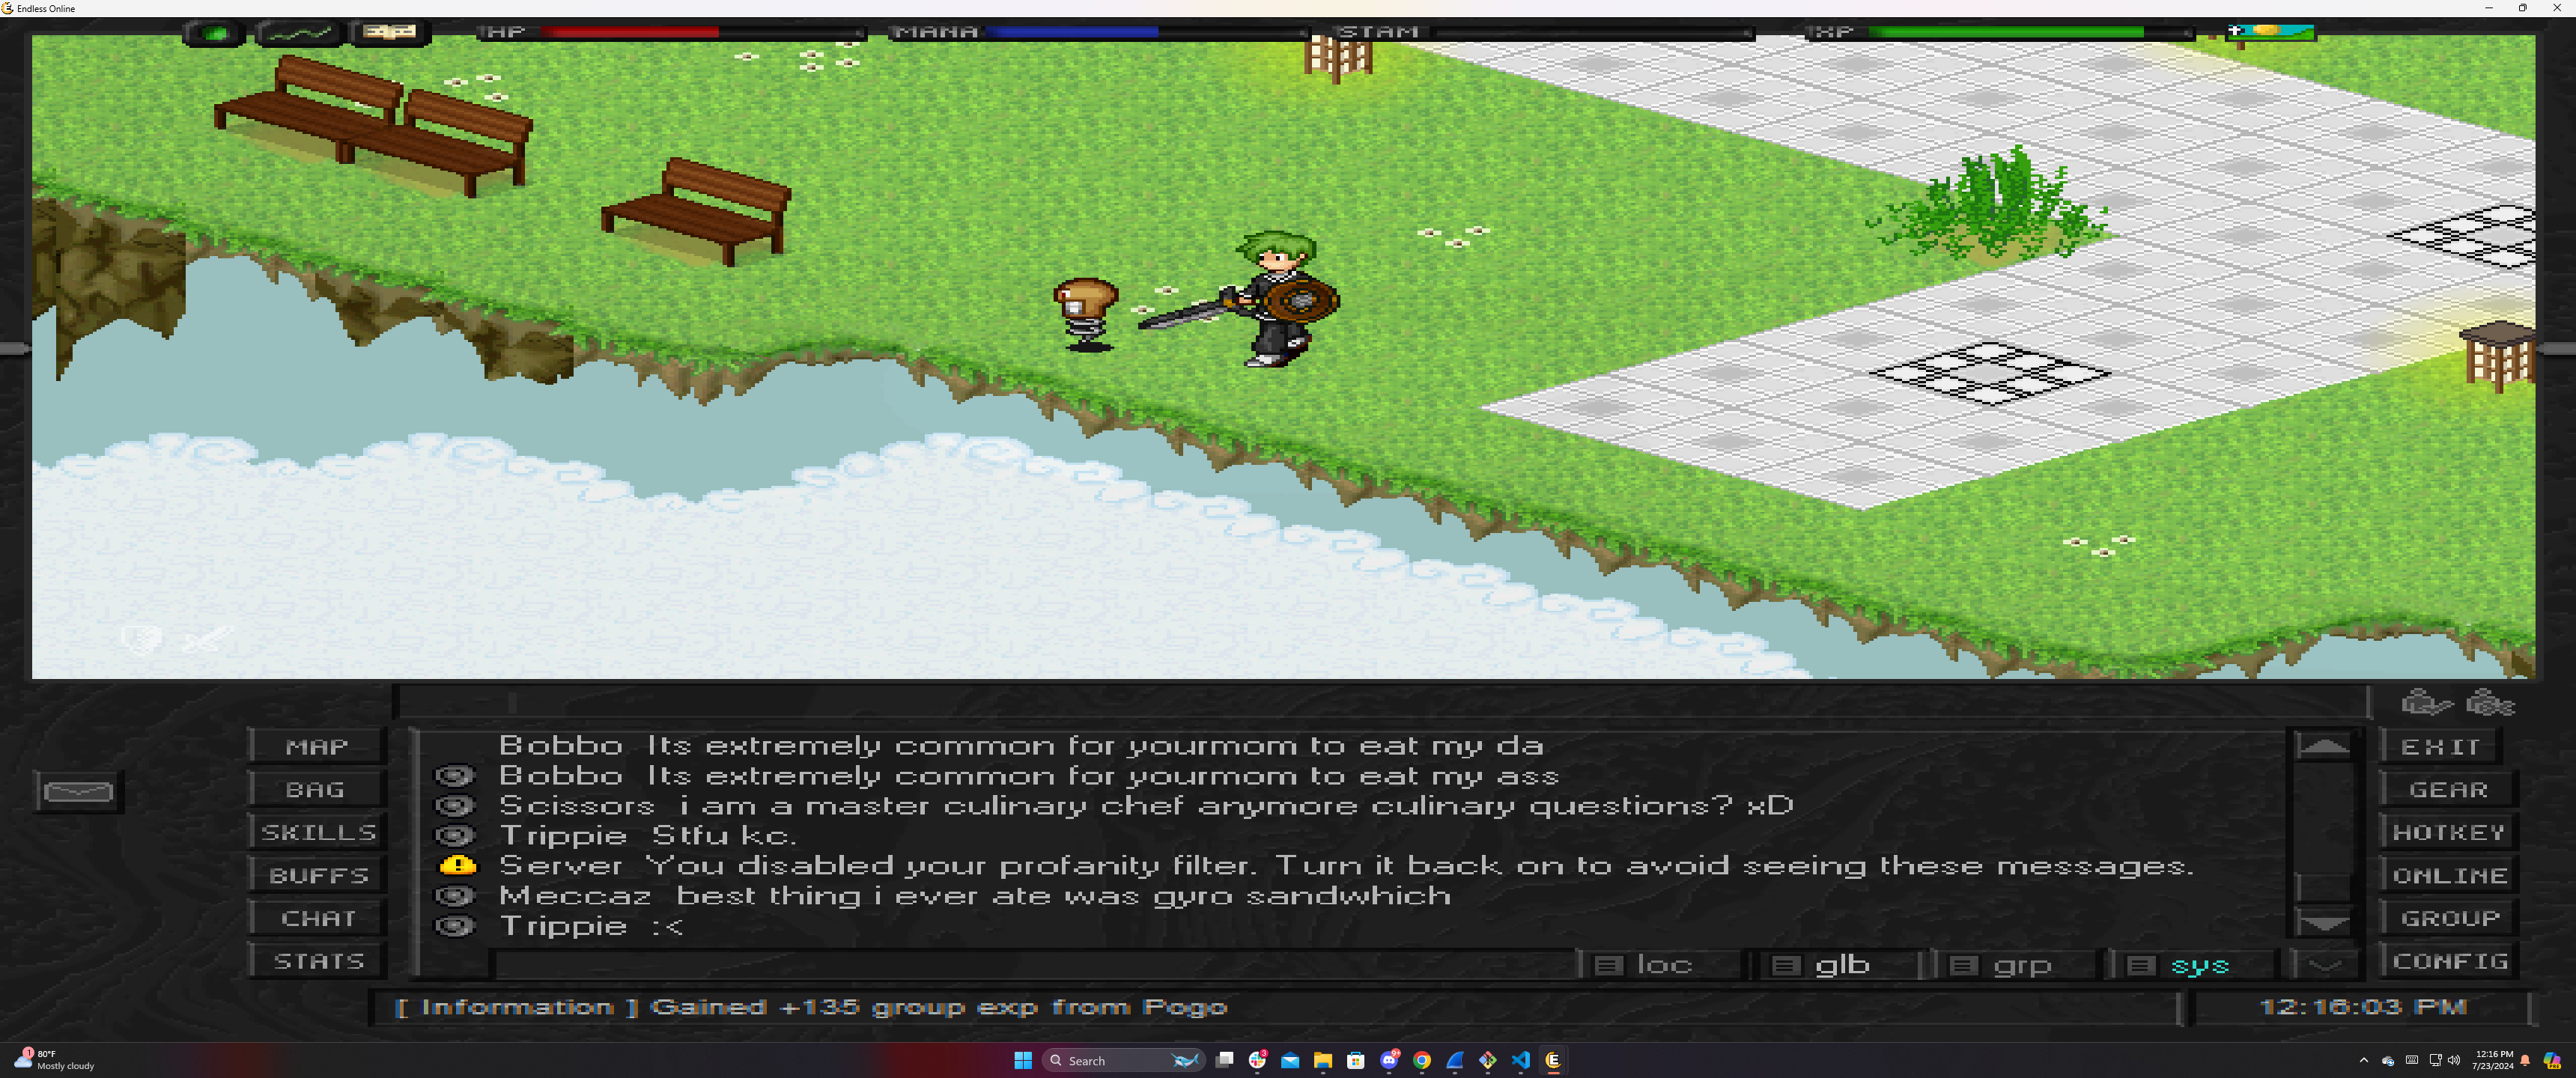 Endless Online
HP MANA STAM XP
Bobbo Its extremely common for yourmom to eat my da
MAP
EXIT
Bobbo Its extremely common for yourmom to eat my ass
BAG
GEAR
Scissors i am a master culinary chef anymore culinary questions? xD
SKILLS
HOTKEY
Trippie Stfu kc.
Server You disabled your profanity filter. Turn it back on to avoid seeing these messages.
BUFFS
ONLINE
Meccaz best thing i ever ate was gyro sandwhich
CHAT
GROUP
Trippie :<
STATS
loc glb grp sys
CONFIG
[ Information ] Gained +135 group exp from Pogo
12:16:03 PM
1
80°F
Mostly cloudy
Search
3
9+
12:16 PM
7/23/2024